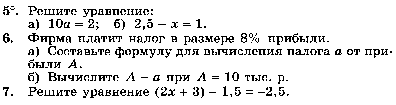 5°. Решите уравнение:
а) 10a = 2; б) 2,5 – x = 1.
6. Фирма платит налог в размере 8% прибыли.
а) Составьте формулу для вычисления налога a от при-
были A.
б) Вычислите A – a при A = 10 тыс. р.
7. Решите уравнение (2x + 3) – 1,5 = –2,5.